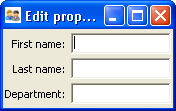 Edit prop...
First name:
Last name:
Department: